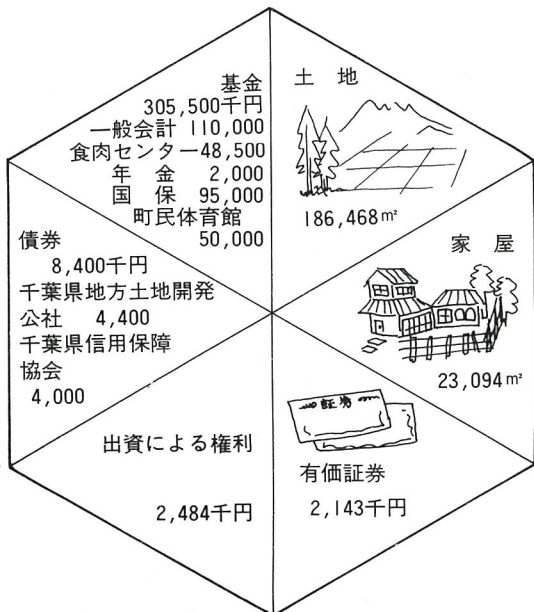 基金
305,500千円
一般会計 110,000
食肉センター48,500
年 金 2,000
国 保 95,000
町民体育館
50,000
土 地
186,468㎡
家 屋
23,094㎡
証券
有価証券
2,143千円
出資による権利
2,484千円
債券
8,400千円
千葉県地方土地開発
公社 4,400
千葉県信用保障
協会
4,000